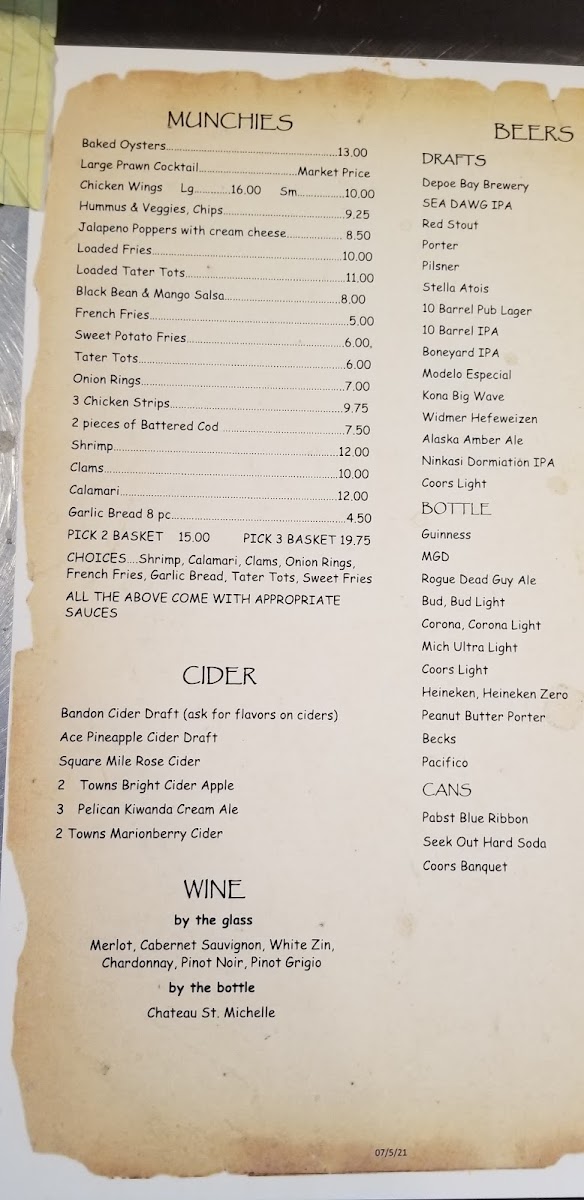 MUNCHIES
Baked Oysters..........13.00
Large Prawn Cocktail..........Market Price
Chicken Wings Lg..........16.00 Sm..........10.00
Hummus & Veggies, Chips..........9.25
Jalapeno Poppers with cream cheese..........8.50
Loaded Fries..........10.00
Loaded Tater Tots..........11.00
Black Bean & Mango Salsa..........8.00
French Fries..........5.00
Sweet Potato Fries..........6.00,
Tater Tots..........6.00
Onion Rings..........7.00
3 Chicken Strips..........9.75
2 pieces of Battered Cod..........7.50
Shrimp..........12.00
Clams..........10.00
Calamari..........12.00
Garlic Bread 8 pc..........4.50
PICK 2 BASKET 15.00 PICK 3 BASKET 19.75
CHOICES....Shrimp, Calamari, Clams, Onion Rings,
French Fries, Garlic Bread, Tater Tots, Sweet Fries
ALL THE ABOVE COME WITH APPROPRIATE
SAUCES
CIDER
Bandon Cider Draft (ask for flavors on ciders)
Ace Pineapple Cider Draft
Square Mile Rose Cider
2 Towns Bright Cider Apple
3 Pelican Kiwanda Cream Ale
2 Towns Marionberry Cider
WINE
by the glass
Merlot, Cabernet Sauvignon, White Zin,
Chardonnay, Pinot Noir, Pinot Grigio
by the bottle
Chateau St. Michelle
BEERS
DRAFTS
Depoe Bay Brewery
SEA DAWG IPA
Red Stout
Porter
Pilsner
Stella Atois
10 Barrel Pub Lager
10 Barrel IPA
Boneyard IPA
Modelo Especial
Kona Big Wave
Widmer Hefeweizen
Alaska Amber Ale
Ninkasi Dormiation IPA
Coors Light
BOTTLE
Guinness
MGD
Rogue Dead Guy Ale
Bud, Bud Light
Corona, Corona Light
Mich Ultra Light
Coors Light
Heineken, Heineken Zero
Peanut Butter Porter
Becks
Pacifico
CANS
Pabst Blue Ribbon
Seek Out Hard Soda
Coors Banquet
07/5/21